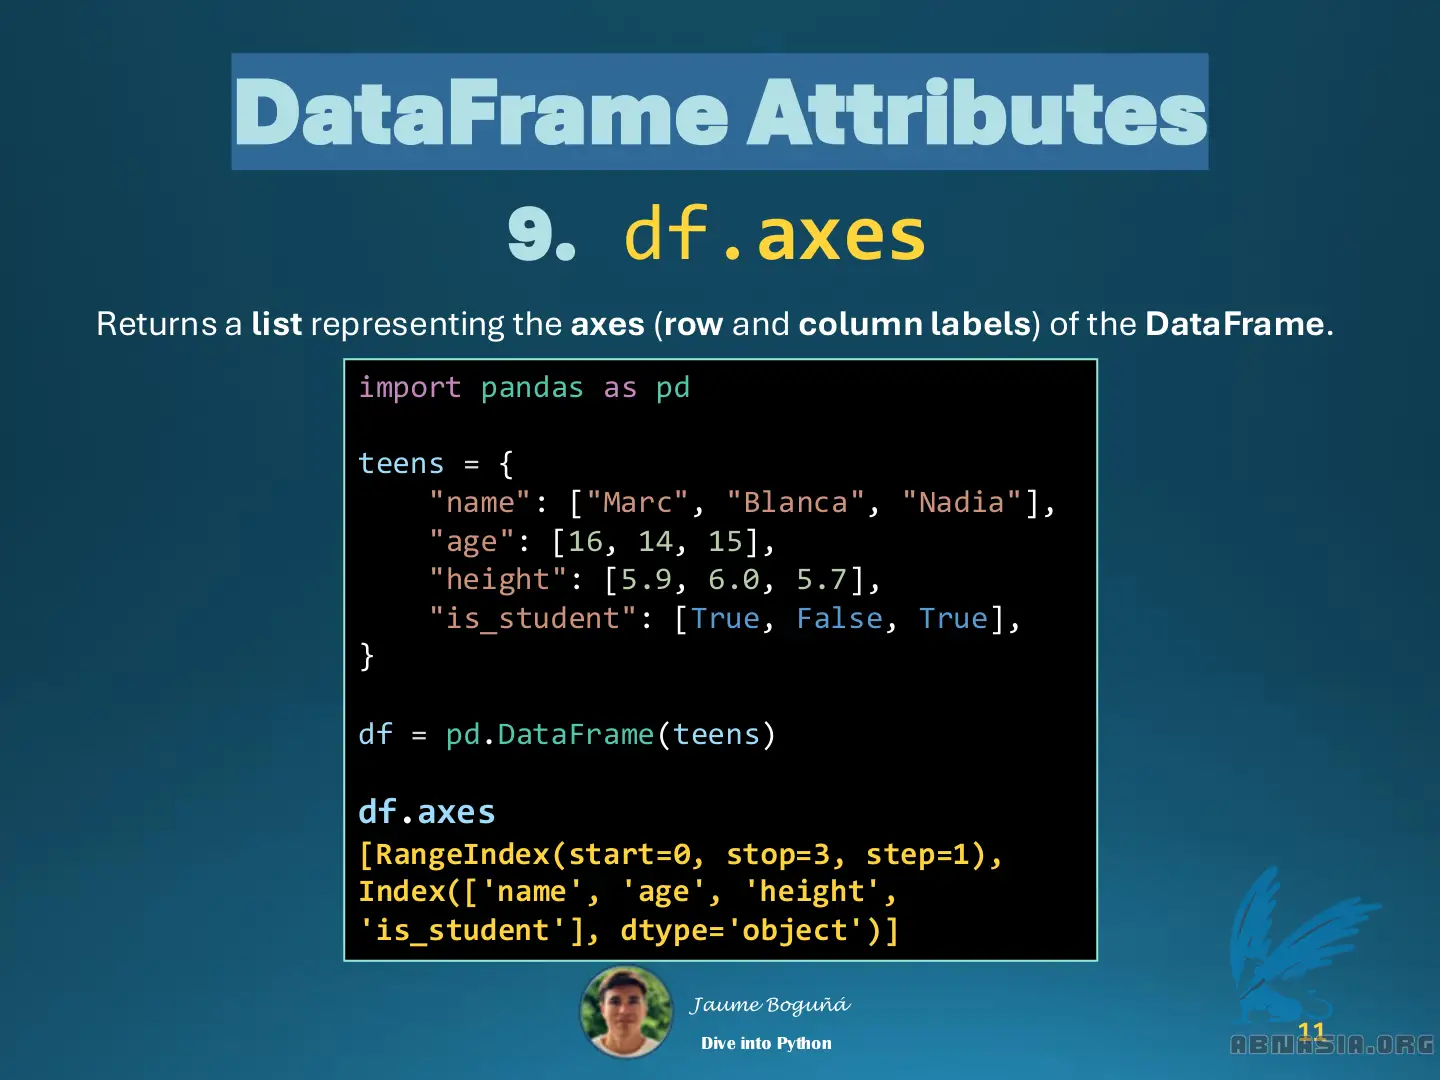 DataFrame Attributes
9. df.axes
Returns a list representing the axes (row and column labels) of the DataFrame.
import pandas as pd
teens = {
    "name": ["Marc", "Blanca", "Nadia"],
    "age": [16, 14, 15],
    "height": [5.9, 6.0, 5.7],
    "is_student": [True, False, True],
}
df = pd.DataFrame(teens)
df.axes
[RangeIndex(start=0, stop=3, step=1),
Index(['name', 'age', 'height',
'is_student'], dtype='object')]
Jaume Boguñá
Dive into Python
11
ABNASIA.ORG